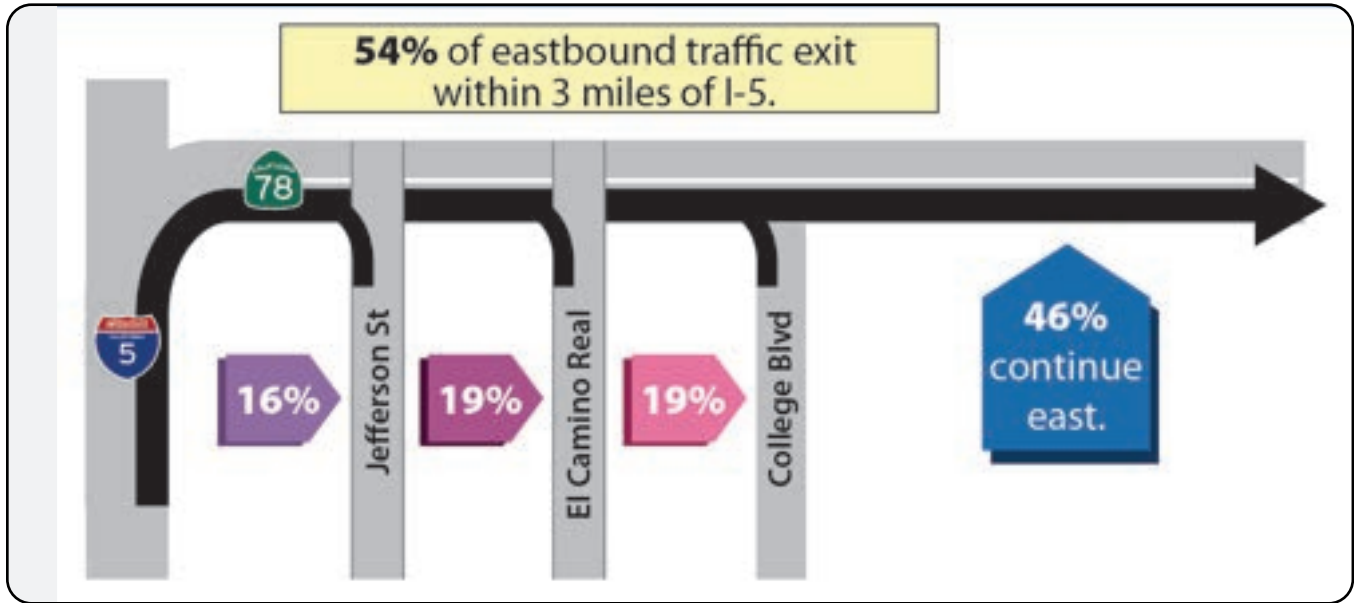 54% of eastbound traffic exit
within 3 miles of I-5.
78
5
16%
Jefferson St
19%
El Camino Real
19%
College Blvd
46%
continue
east.